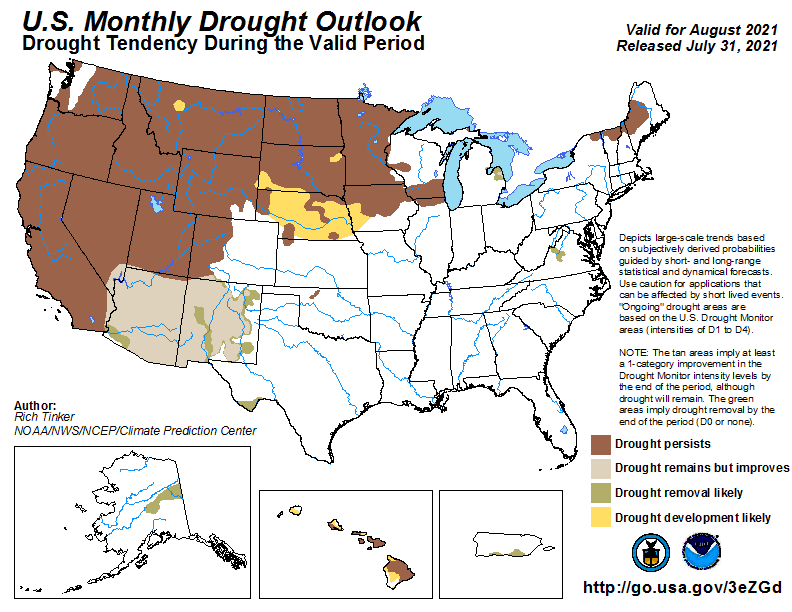 U.S. Monthly Drought Outlook
Drought Tendency During the Valid Period
Valid for August 2021
Released July 31, 2021
Depicts large-scale trends based
on subjectively derived probabilities
guided by short- and long-range
statistical and dynamical forecasts.
Use caution for applications that
can be affected by short lived events.
"Ongoing" drought areas are
based on the U.S. Drought Monitor
areas (intensities of D1 to D4).
NOTE: The tan areas imply at least
a 1-category improvement in the
Drought Monitor intensity levels by
the end of the period, although
drought will remain. The green
areas imply drought removal by the
end of the period (D0 or none).
Author:
Rich Tinker
NOAA/NWS/NCEP/Climate Prediction Center
Drought persists
Drought remains but improves
Drought removal likely
Drought development likely
http://go.usa.gov/3eZGd